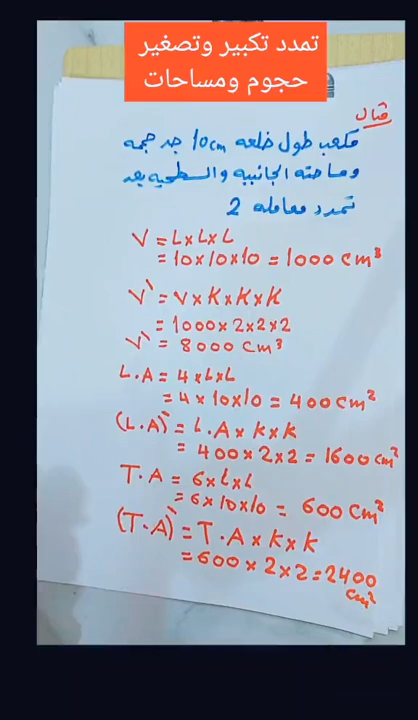 تمدد تكبير وتصغير
حجوم ومساحات
مثال
مكعب طول ضلعه 10cm جد حجمه
ومساحته الجانبية والسطحية بعد
تمدد معامله 2
V = L×L×L
= 10×10×10 = 1000 cm³
V' = V×K×K×K
= 1000×2×2×2
V' = 8000 cm³
L.A = 4×L×L
= 4×10×10 = 400 cm²
(L.A)' = L.A×K×K
= 400×2×2 = 1600 cm²
T.A = 6×L×L
= 6×10×10 = 600 cm²
(T.A)' = T.A×K×K
= 600×2×2 = 2400
cm²